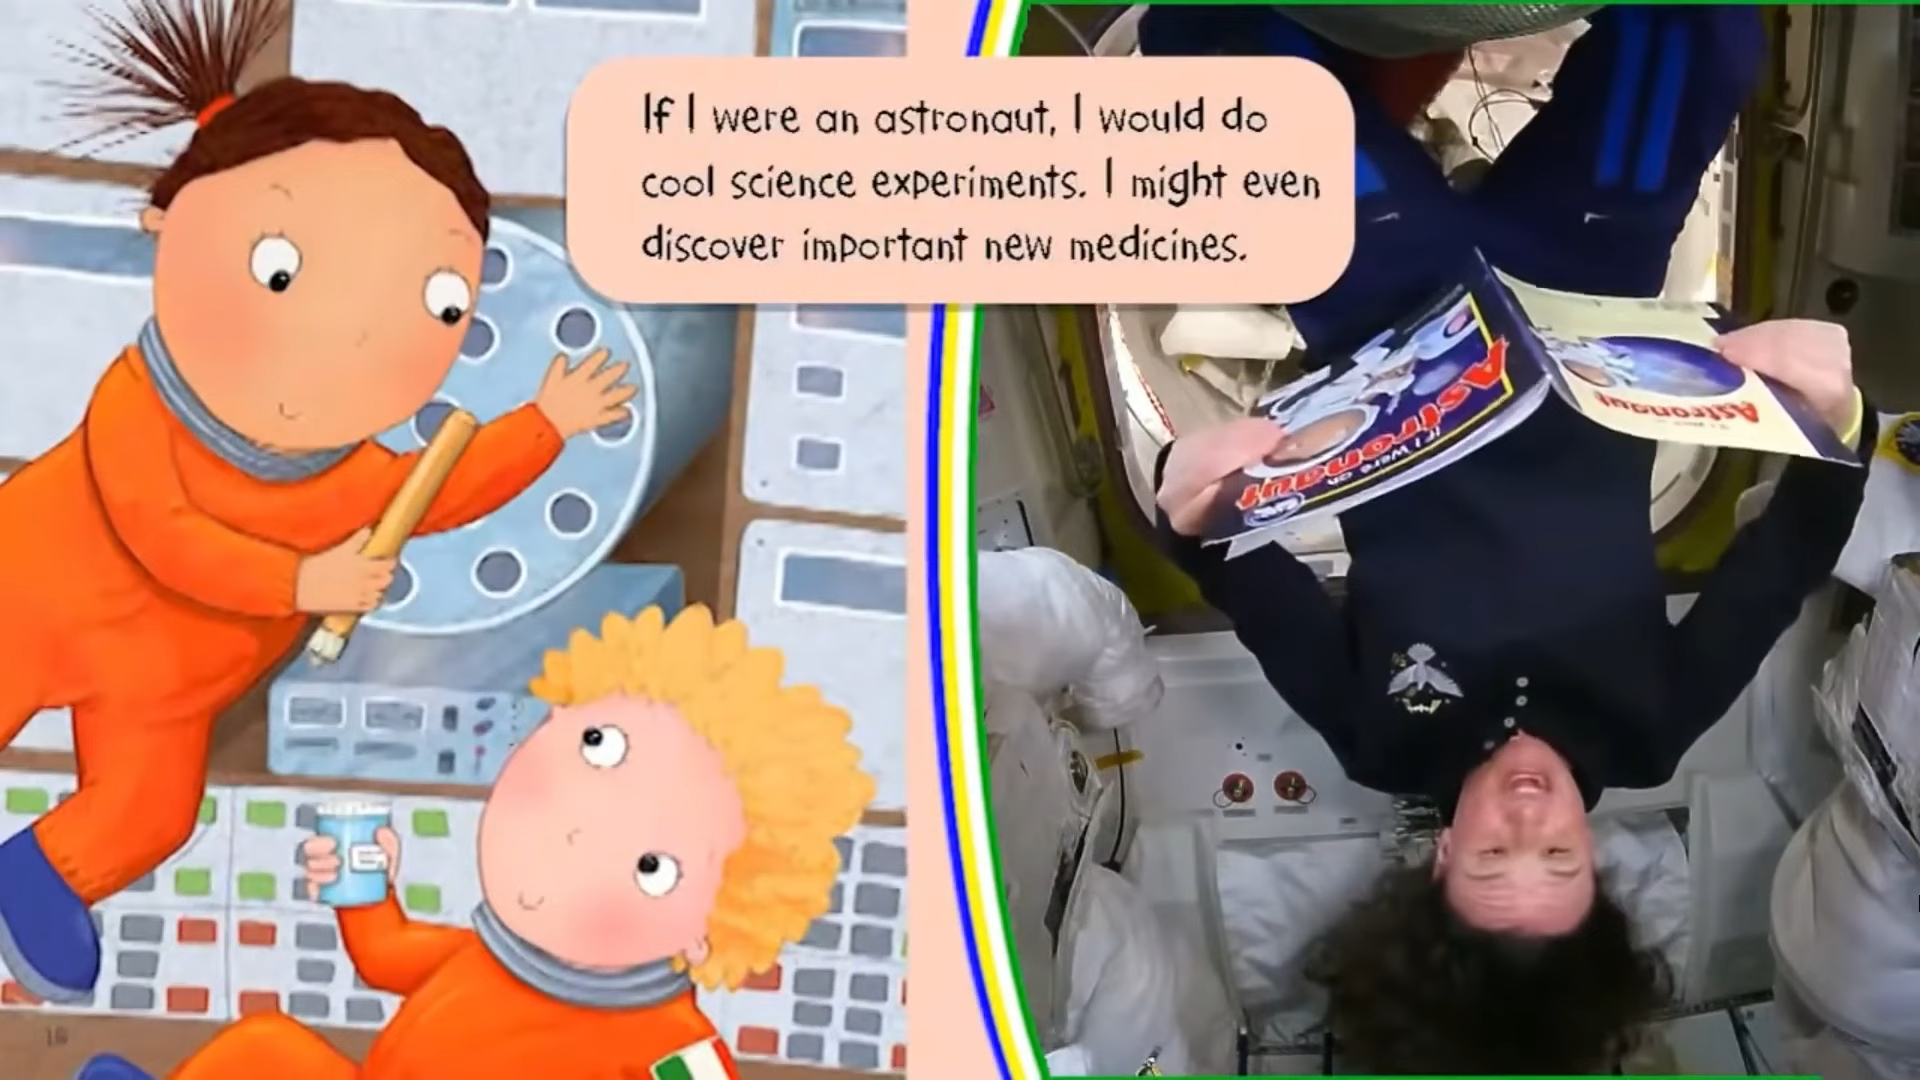 If I were an astronaut, I would do
cool science experiments. I might even
discover important new medicines.
If I were an
Astronaut
Astronaut
18